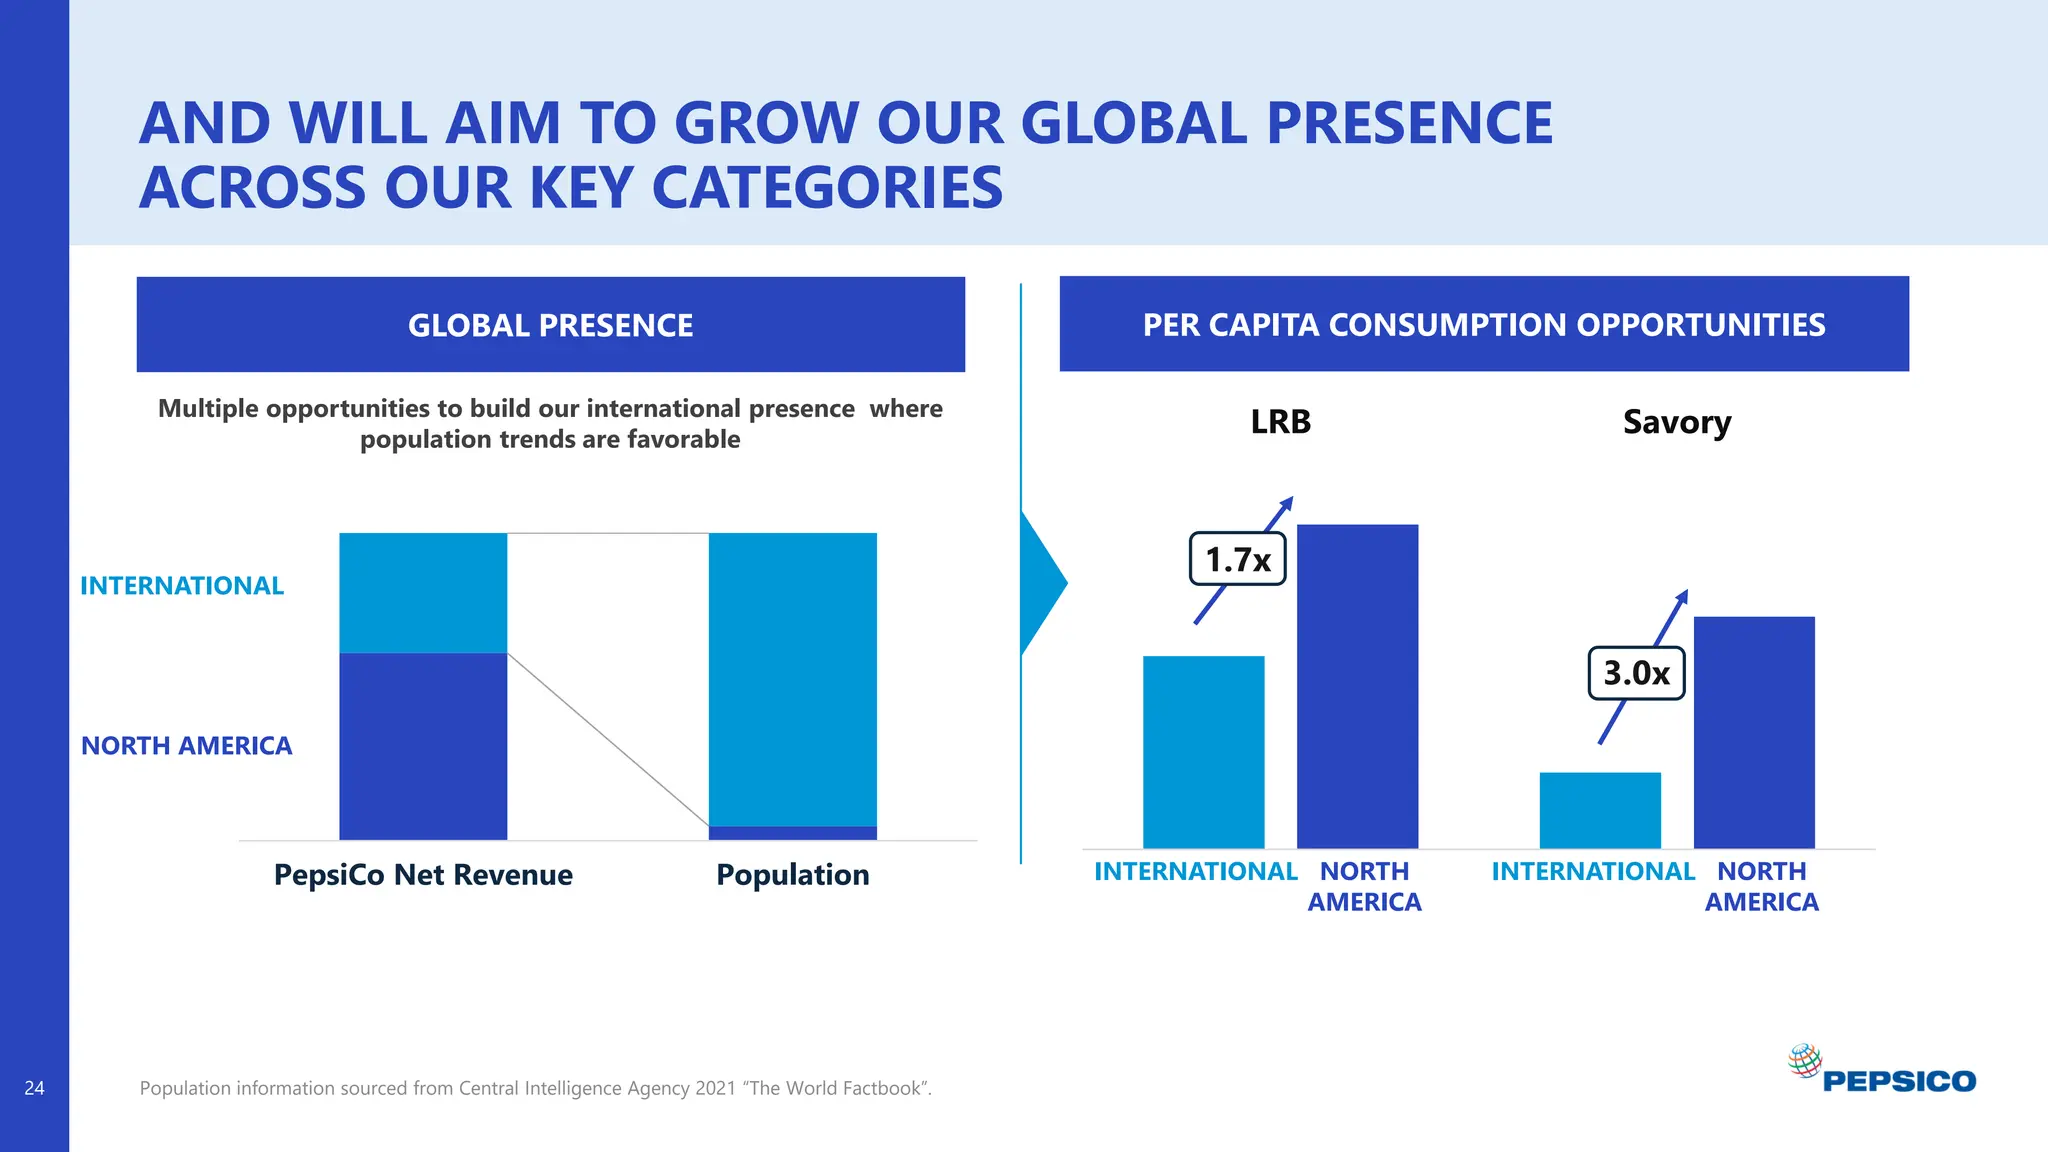 AND WILL AIM TO GROW OUR GLOBAL PRESENCE
ACROSS OUR KEY CATEGORIES
GLOBAL PRESENCE
Multiple opportunities to build our international presence  where
population trends are favorable
INTERNATIONAL
NORTH AMERICA
PepsiCo Net Revenue
Population
PER CAPITA CONSUMPTION OPPORTUNITIES
LRB
Savory
1.7x
3.0x
INTERNATIONAL
NORTH
AMERICA
INTERNATIONAL
NORTH
AMERICA
24
Population information sourced from Central Intelligence Agency 2021 “The World Factbook”.
PEPSICO